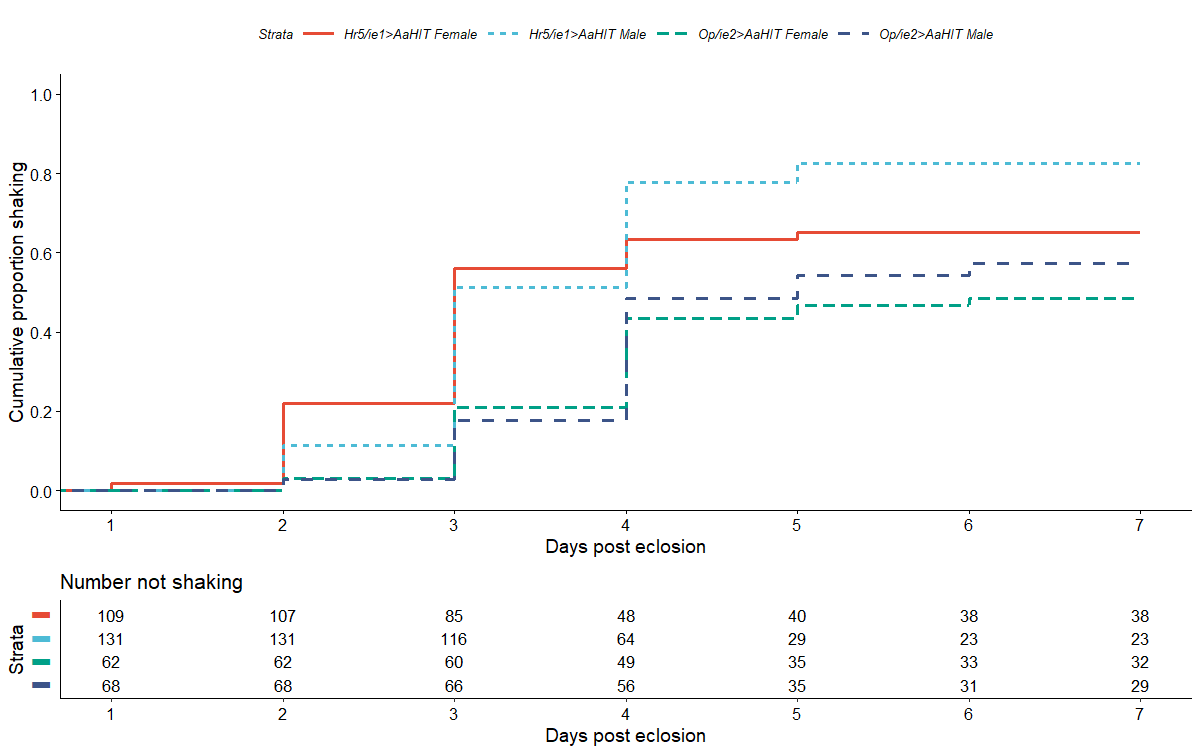 Strata Hr5/ie1>AaHIT Female Hr5/ie1>AaHIT Male Op/ie2>AaHIT Female Op/ie2>AaHIT Male
Cumulative proportion shaking
1.0
0.8
0.6
0.4
0.2
0.0
1 2 3 4 5 6 7
Days post eclosion
Number not shaking
Strata
109 107 85 48 40 38 38
131 131 116 64 29 23 23
62 62 60 49 35 33 32
68 68 66 56 35 31 29
1 2 3 4 5 6 7
Days post eclosion